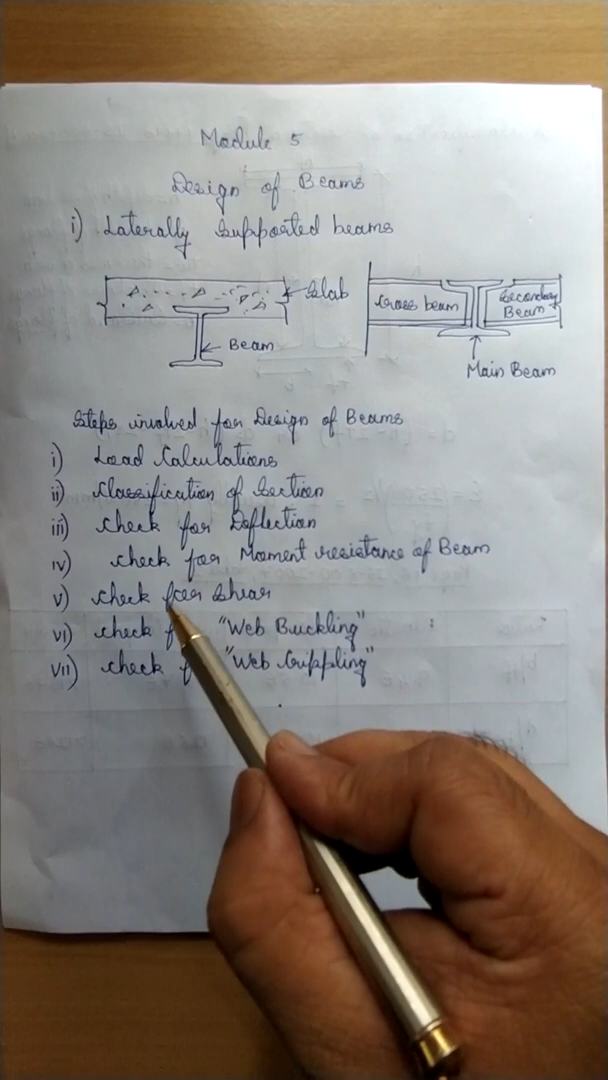 Module 5
Design of Beams
i) Laterally Supported beams
Slab
Beam
Cross beam
Secondary
Beam
Main Beam
Steps involved for Design of Beams
i) Load Calculations
ii) Classification of Section
iii) check for Deflection
iv) check for Moment resistance of Beam
v) check for Shear
vi) check f "Web Buckling"
vii) check f "Web Crippling"